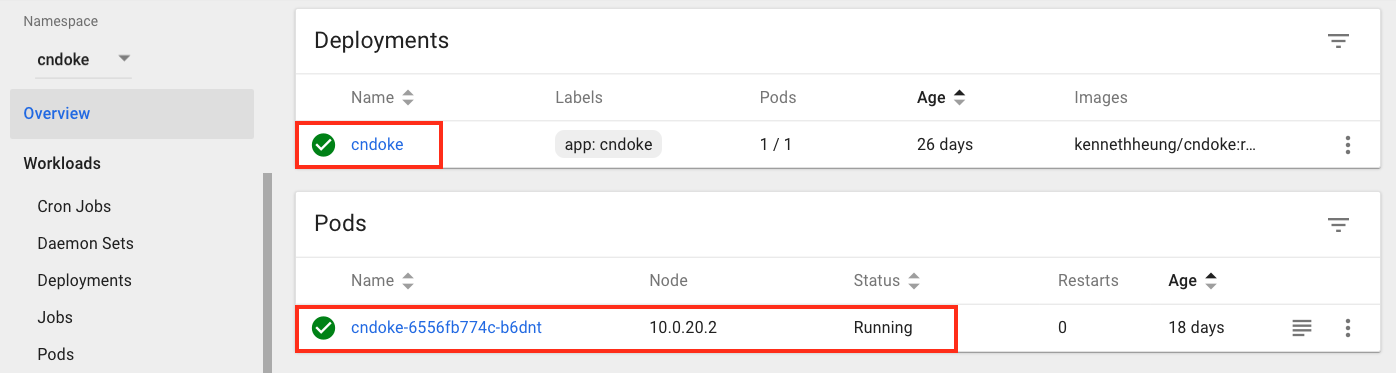 Namespace
cndoke
Overview
Workloads
Cron Jobs
Daemon Sets
Deployments
Jobs
Pods
Deployments
Name Labels Pods Age Images
cndoke app: cndoke 1 / 1 26 days kennethheung/cndoke:r...
Pods
Name Node Status Restarts Age
cndoke-6556fb774c-b6dnt 10.0.20.2 Running 0 18 days